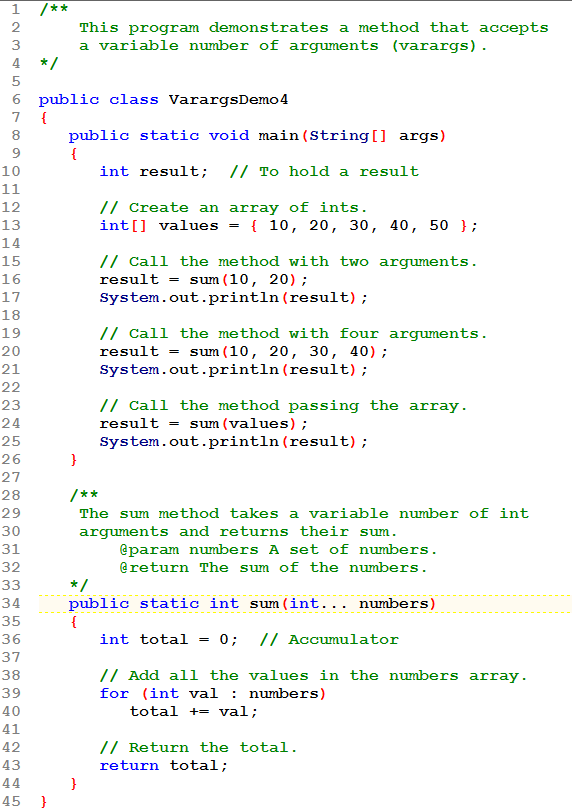 1 /**
2     This program demonstrates a method that accepts
3     a variable number of arguments (varargs).
4 */
5
6 public class VarargsDemo4
7 {
8    public static void main(String[] args)
9    {
10       int result;  // To hold a result
11
12       // Create an array of ints.
13       int[] values = { 10, 20, 30, 40, 50 };
14
15       // Call the method with two arguments.
16       result = sum(10, 20);
17       System.out.println(result);
18
19       // Call the method with four arguments.
20       result = sum(10, 20, 30, 40);
21       System.out.println(result);
22
23       // Call the method passing the array.
24       result = sum(values);
25       System.out.println(result);
26    }
27
28    /**
29     The sum method takes a variable number of int
30     arguments and returns their sum.
31         @param numbers A set of numbers.
32         @return The sum of the numbers.
33    */
34    public static int sum(int... numbers)
35    {
36       int total = 0;  // Accumulator
37
38       // Add all the values in the numbers array.
39       for (int val : numbers)
40          total += val;
41
42       // Return the total.
43       return total;
44    }
45 }